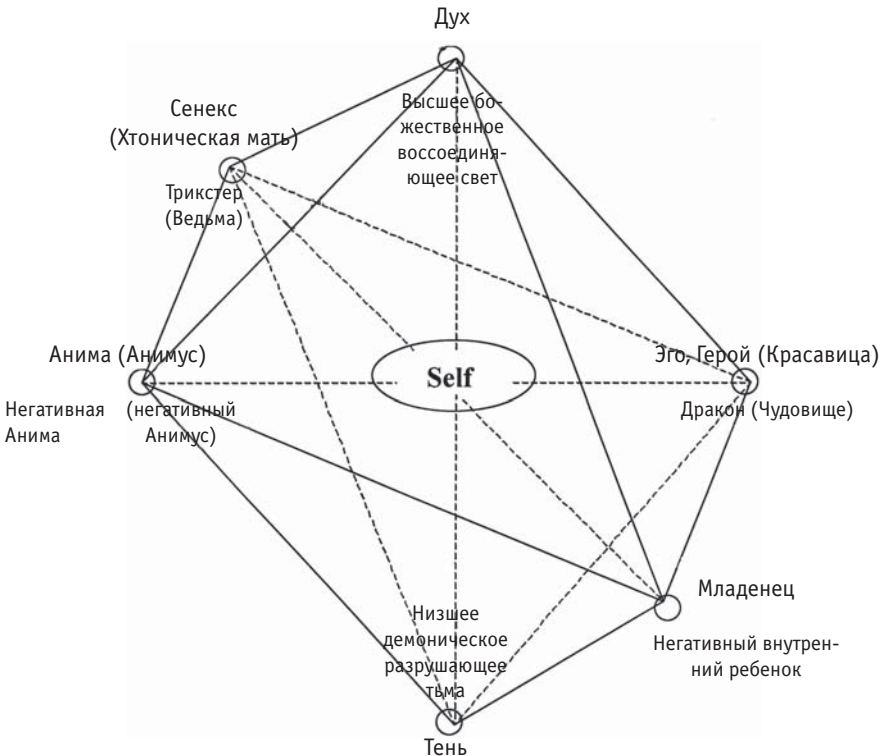 Дух
Высшее бо-
жественное
воссоединя-
ющее свет
Сенекс
(Хтоническая мать)
Трикстер
(Ведьма)
Анима (Анимус)
Негативная
Анима
(негативный
Анимус)
Self
Эго, Герой (Красавица)
Дракон (Чудовище)
Младенец
Негативный внутрен-
ний ребенок
Низшее
демоническое
разрушающее
тьма
Тень